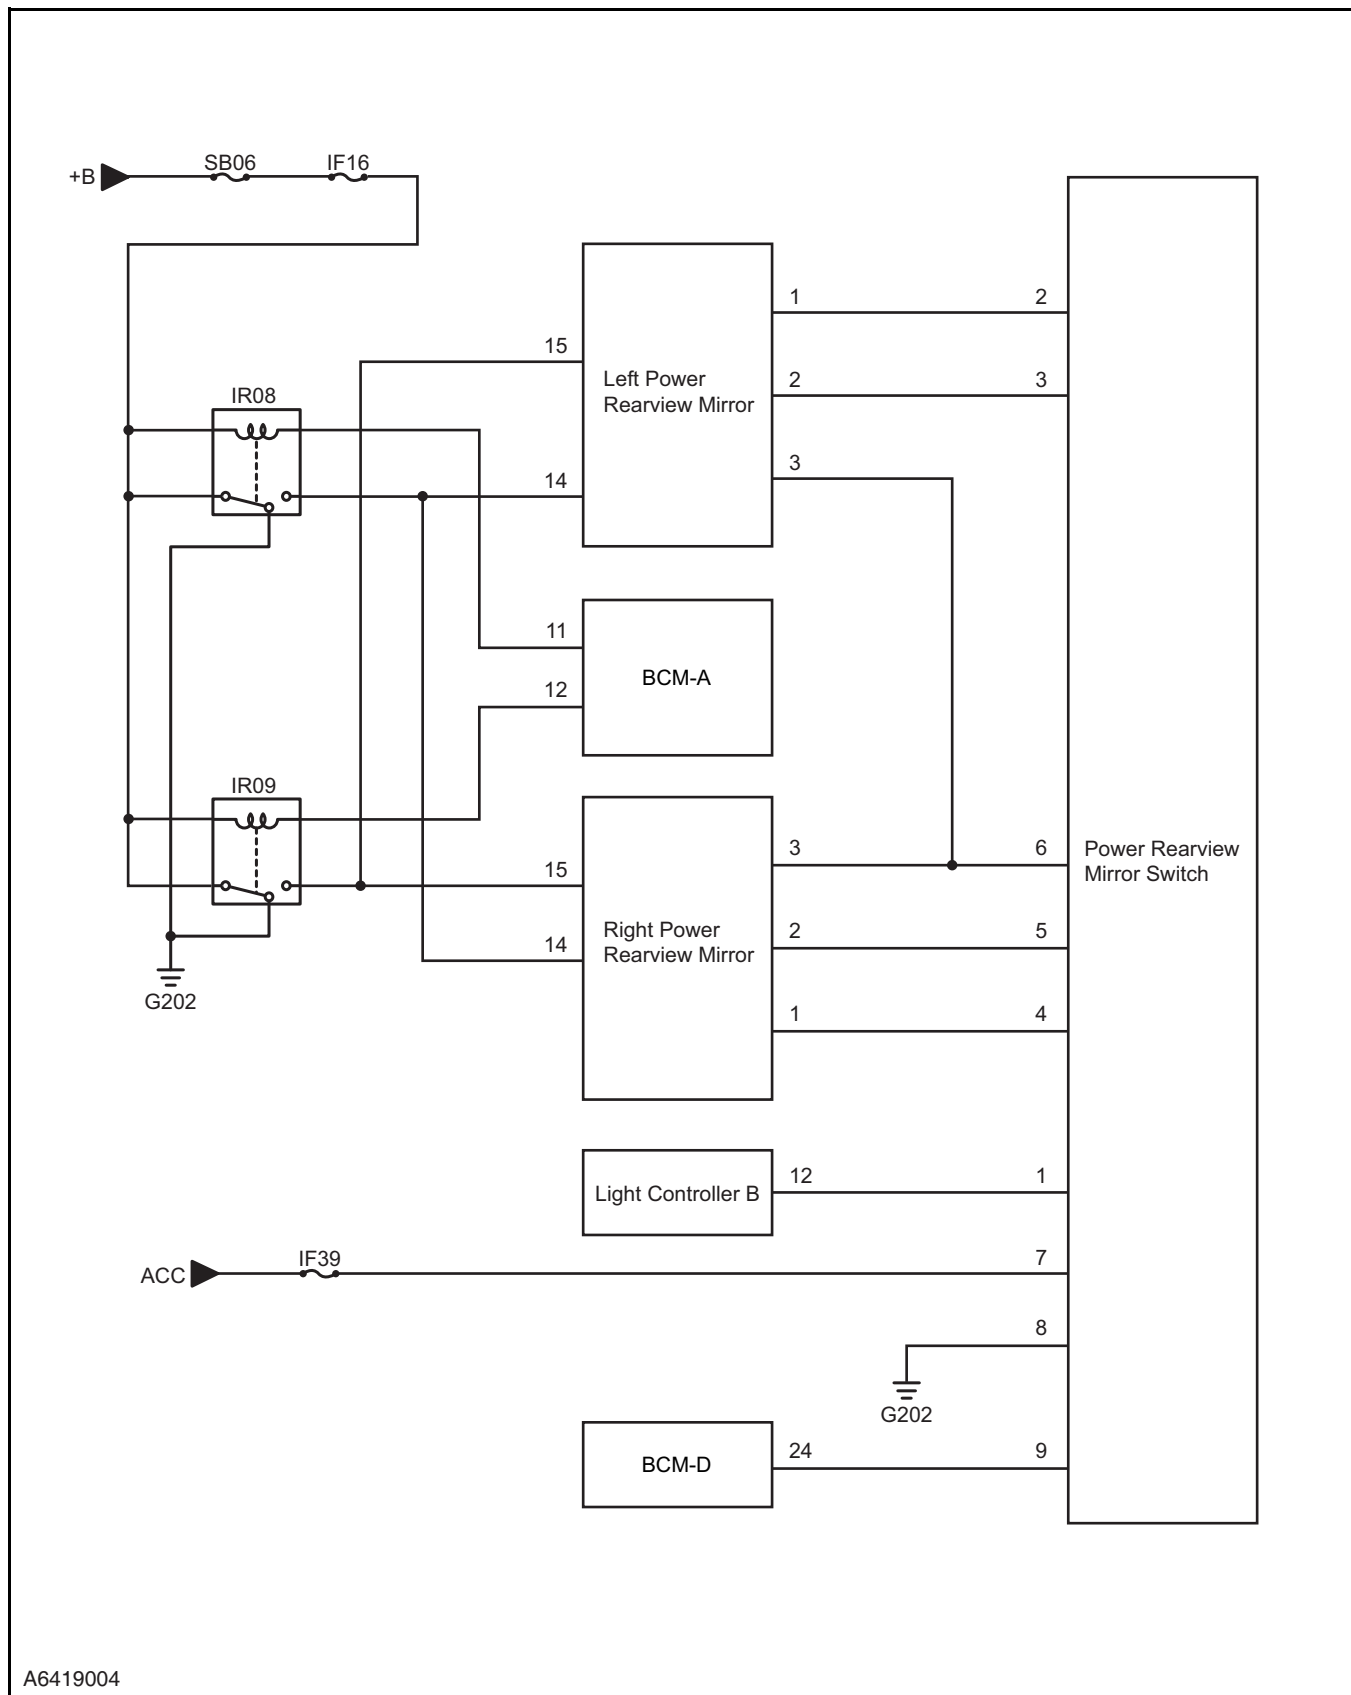 +B
SB06
IF16
1
2
15
Left Power
Rearview Mirror
2
3
IR08
14
3
11
BCM-A
12
IR09
15
3
6
Power Rearview
Mirror Switch
Right Power
Rearview Mirror
2
5
14
G202
1
4
Light Controller B
12
1
ACC
IF39
7
8
G202
BCM-D
24
9
A6419004